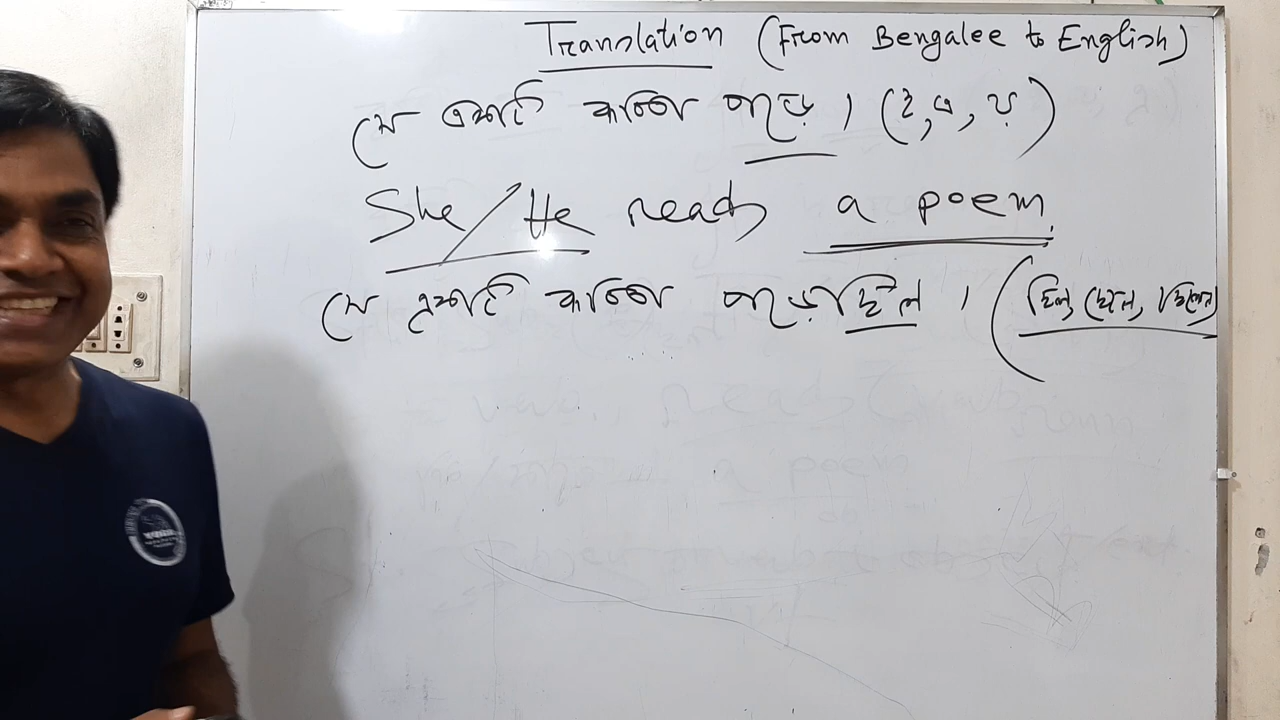 Translation (From Bengalee to English)
সে একটি কবিতা পড়ে । (ই, এ, য়)
She/He reads a poem.
সে একটি কবিতা পড়েছিল । (ছিল, ছিলে, ছিলেন)